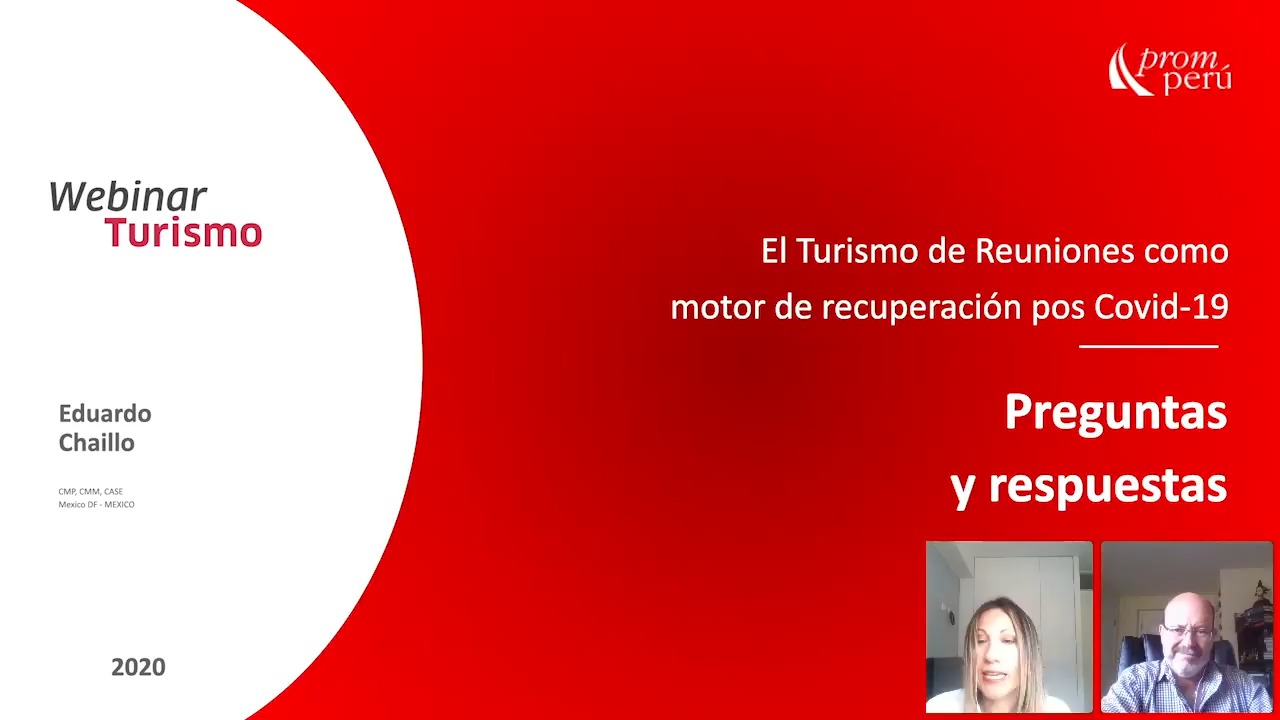 prom
perú
Webinar
Turismo
El Turismo de Reuniones como
motor de recuperación pos Covid-19
Preguntas
y respuestas
Eduardo
Chaillo
CMP, CMM, CASE
Mexico DF - MEXICO
2020